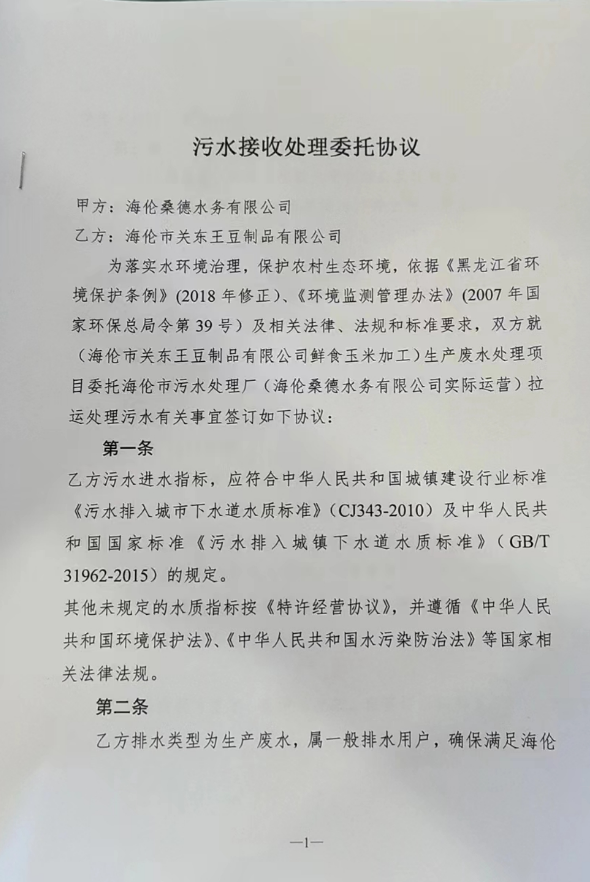 污水接收处理委托协议
甲方：海伦桑德水务有限公司
乙方：海伦市关东王豆制品有限公司
为落实水环境治理，保护农村生态环境，依据《黑龙江省环
境保护条例》(2018 年修正)、《环境监测管理办法》(2007 年国
家环保总局令第 39 号）及相关法律、法规和标准要求，双方就
（海伦市关东王豆制品有限公司鲜食玉米加工）生产废水处理项
目委托海伦市污水处理厂（海伦桑德水务有限公司实际运营）拉
运处理污水有关事宜签订如下协议：
第一条
乙方污水进水指标，应符合中华人民共和国城镇建设行业标准
《污水排入城市下水道水质标准》（CJ343-2010）及中华人民共
和国国家标准《污水排入城镇下水道水质标准》（ GB/T
31962-2015）的规定。
其他未规定的水质指标按《特许经营协议》，并遵循《中华人民
共和国环境保护法》、《中华人民共和国水污染防治法》等国家相
关法律法规。
第二条
乙方排水类型为生产废水，属一般排水用户，确保满足海伦
—1—